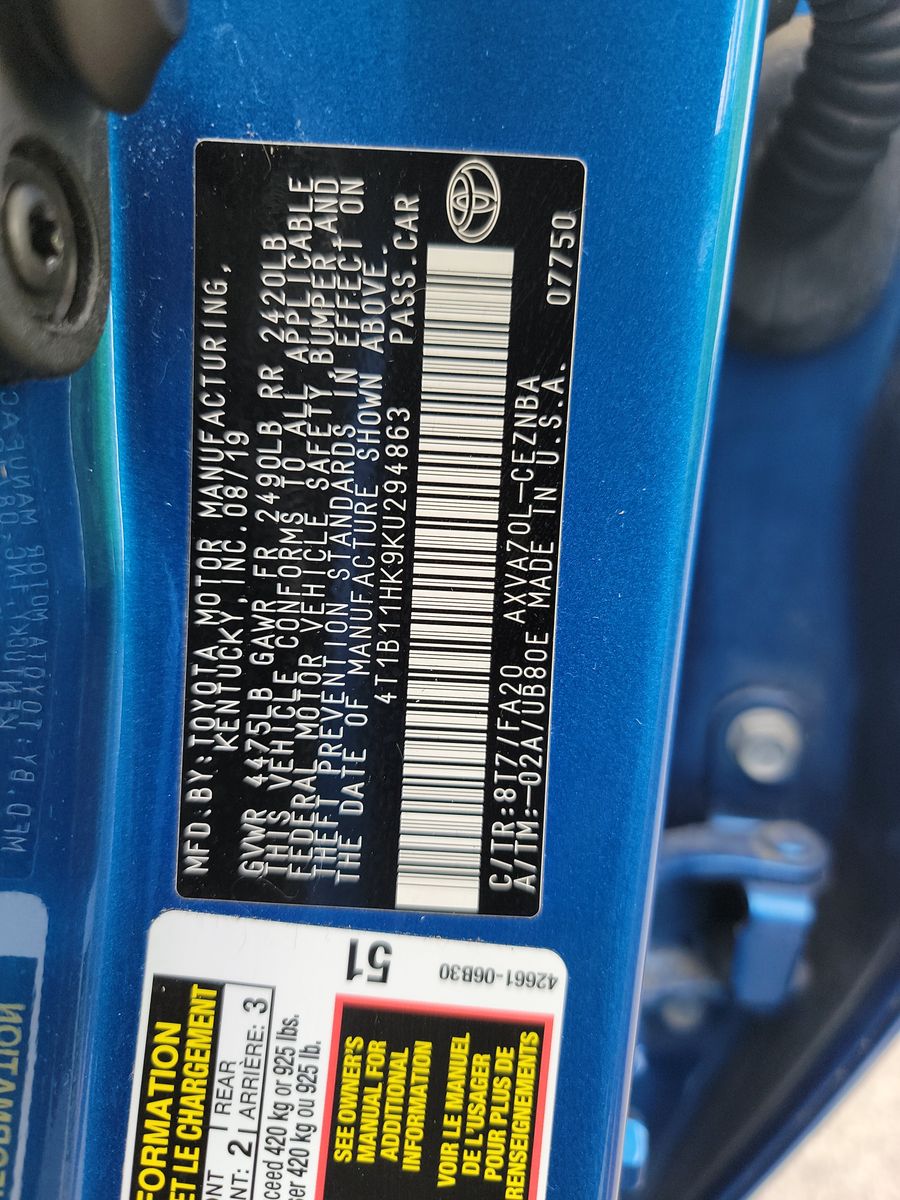 MFD.BY:TOYOTA MOTOR MANUFACTURING,
KENTUCKY, INC.08/19
GVWR 4475LB GAWR FR 2490LB RR 2420LB
THIS VEHICLE CONFORMS TO ALL APPLICABLE
FEDERAL MOTOR VEHICLE SAFETY, BUMPER,AND
THEFT PREVENTION STANDARDS IN EFFECT ON
THE DATE OF MANUFACTURE SHOWN ABOVE.
4T1B11HK9KU294863 PASS.CAR
C/TR:8T7/FA20 AXVA70L-CEZNBA 07750
A/TM:-02A/UB80E MADE IN U.S.A.
51
42661-06B30
ET LE CHARGEMENT
REAR
2 ARRIÈRE: 3
420 kg or 925 lbs.
420 kg ou 925 lb.
SEE OWNER'S
MANUAL FOR
ADDITIONAL
INFORMATION
VOIR LE MANUEL
DE L'USAGER
POUR PLUS DE
RENSEIGNEMENTS